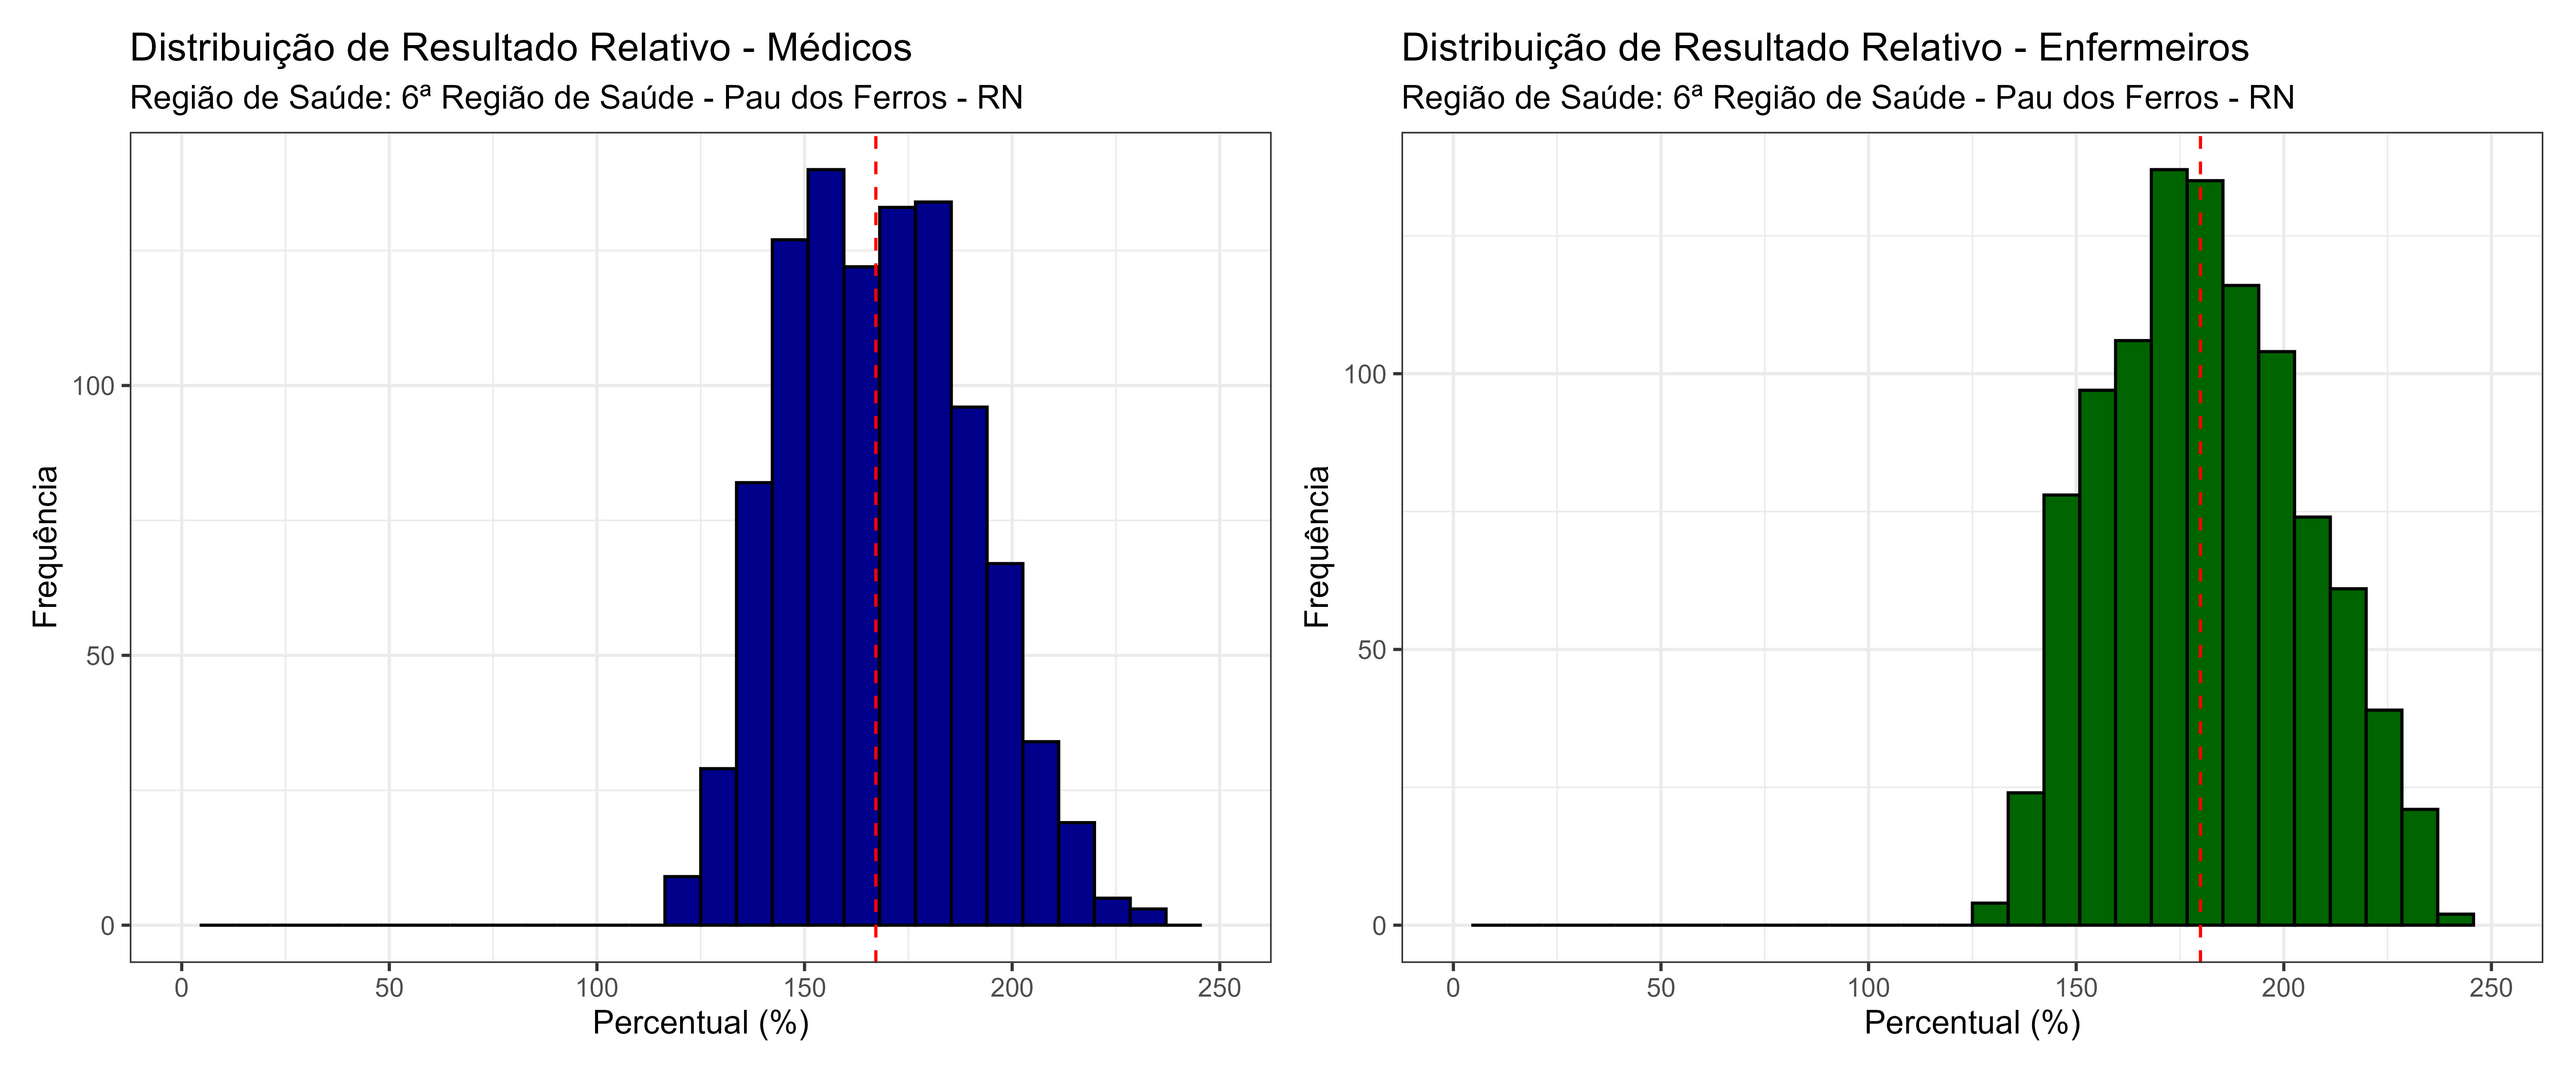 Distribuição de Resultado Relativo - Médicos
Região de Saúde: 6ª Região de Saúde - Pau dos Ferros - RN
Frequência
100
50
0
0 50 100 150 200 250
Percentual (%)
Distribuição de Resultado Relativo - Enfermeiros
Região de Saúde: 6ª Região de Saúde - Pau dos Ferros - RN
Frequência
100
50
0
0 50 100 150 200 250
Percentual (%)